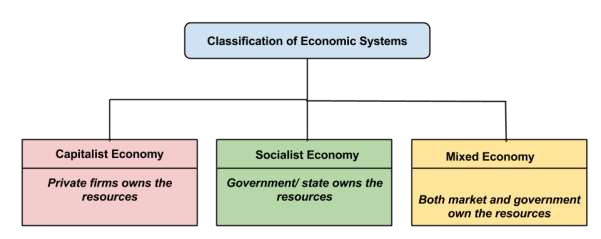 Classification of Economic Systems
Capitalist Economy
Private firms owns the
resources
Socialist Economy
Government/ state owns the
resources
Mixed Economy
Both market and government
own the resources